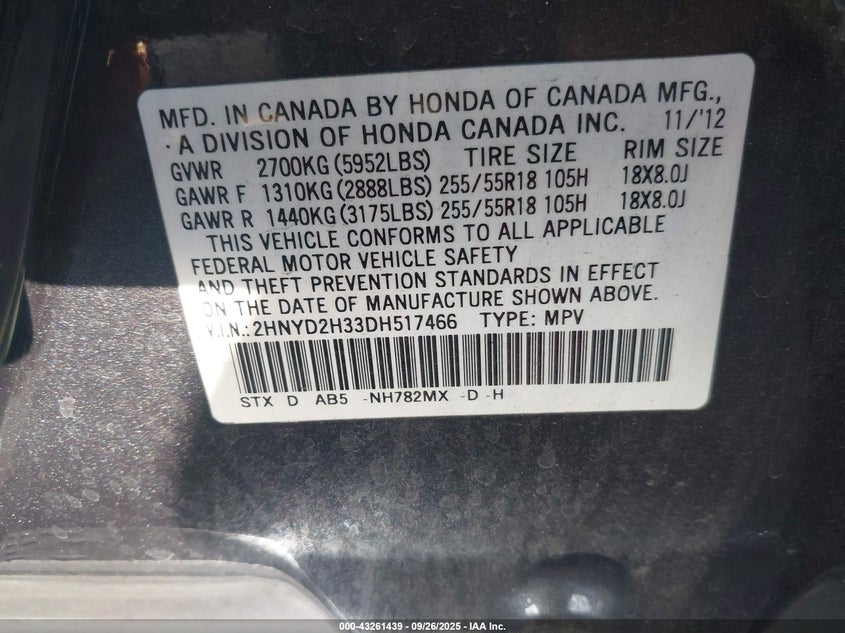 MFD. IN CANADA BY HONDA OF CANADA MFG.,
A DIVISION OF HONDA CANADA INC. 11/'12
GVWR 2700KG (5952LBS) TIRE SIZE RIM SIZE
GAWR F 1310KG (2888LBS) 255/55R18 105H 18X8.0J
GAWR R 1440KG (3175LBS) 255/55R18 105H 18X8.0J
THIS VEHICLE CONFORMS TO ALL APPLICABLE
FEDERAL MOTOR VEHICLE SAFETY
AND THEFT PREVENTION STANDARDS IN EFFECT
ON THE DATE OF MANUFACTURE SHOWN ABOVE.
V.I.N.: 2HNYD2H33DH517466 TYPE: MPV
STX D AB5 -NH782MX -D -H
000-43261439 - 09/26/2025 - IAA Inc.